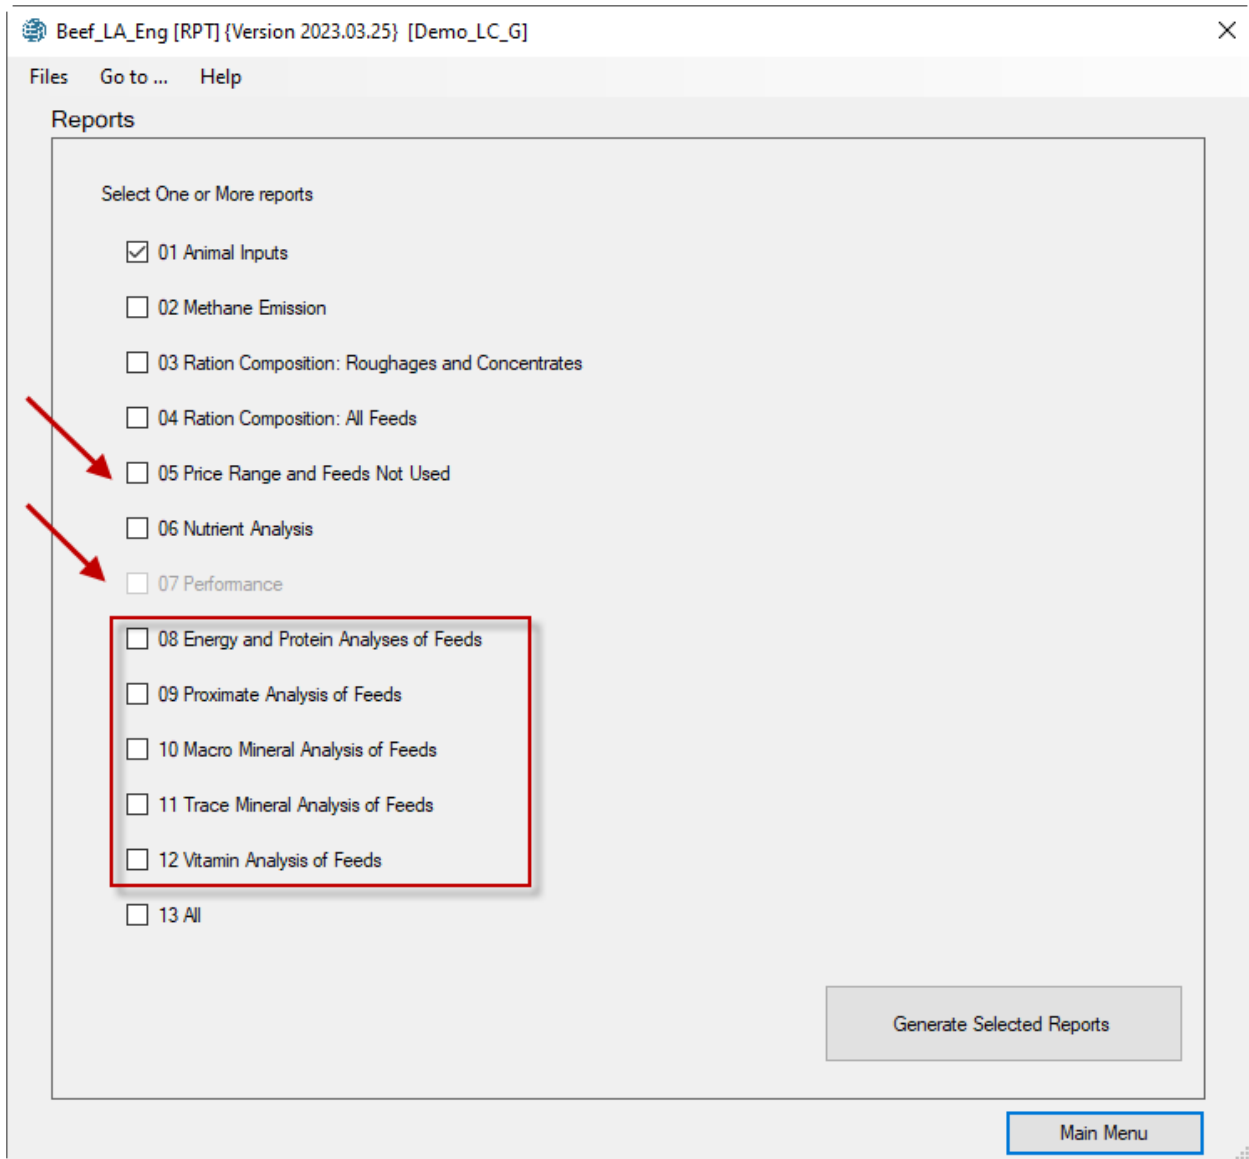 Beef_LA_Eng [RPT] {Version 2023.03.25} [Demo_LC_G]
Files Go to ... Help
Reports
Select One or More reports
01 Animal Inputs
02 Methane Emission
03 Ration Composition: Roughages and Concentrates
04 Ration Composition: All Feeds
05 Price Range and Feeds Not Used
06 Nutrient Analysis
07 Performance
08 Energy and Protein Analyses of Feeds
09 Proximate Analysis of Feeds
10 Macro Mineral Analysis of Feeds
11 Trace Mineral Analysis of Feeds
12 Vitamin Analysis of Feeds
13 All
Generate Selected Reports
Main Menu